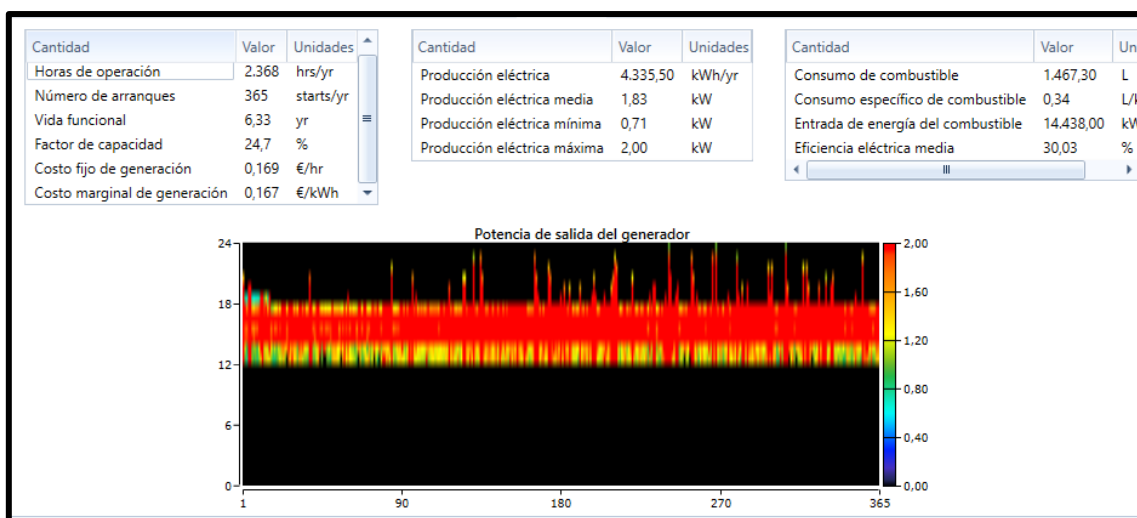 Cantidad Valor Unidades
Horas de operación 2.368 hrs/yr
Número de arranques 365 starts/yr
Vida funcional 6,33 yr
Factor de capacidad 24,7 %
Costo fijo de generación 0,169 €/hr
Costo marginal de generación 0,167 €/kWh
Cantidad Valor Unidades
Producción eléctrica 4.335,50 kWh/yr
Producción eléctrica media 1,83 kW
Producción eléctrica mínima 0,71 kW
Producción eléctrica máxima 2,00 kW
Cantidad Valor Un
Consumo de combustible 1.467,30 L
Consumo específico de combustible 0,34 L/k
Entrada de energía del combustible 14.438,00 kW
Eficiencia eléctrica media 30,03 %
Potencia de salida del generador
24
18
12
6
0
1 90 180 270 365
2,00
1,60
1,20
0,80
0,40
0,00